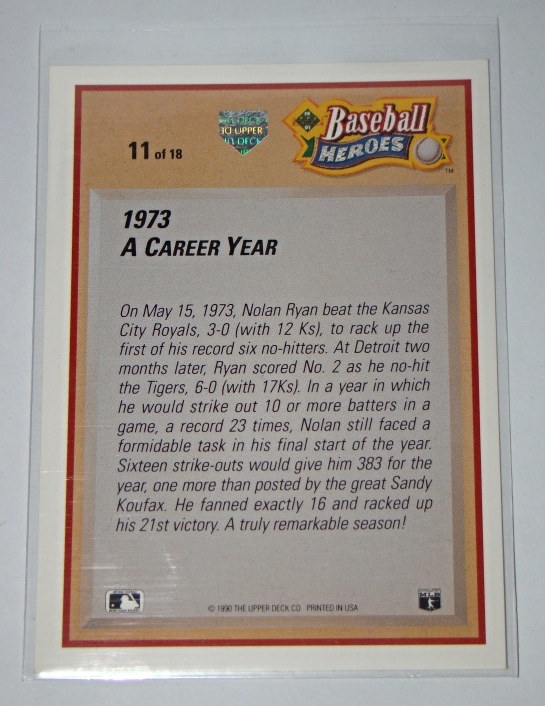 11 of 18
UPPER
DECK
Baseball
HEROES
TM
1973
A CAREER YEAR
On May 15, 1973, Nolan Ryan beat the Kansas
City Royals, 3-0 (with 12 Ks), to rack up the
first of his record six no-hitters. At Detroit two
months later, Ryan scored No. 2 as he no-hit
the Tigers, 6-0 (with 17Ks). In a year in which
he would strike out 10 or more batters in a
game, a record 23 times, Nolan still faced a
formidable task in his final start of the year.
Sixteen strike-outs would give him 383 for the
year, one more than posted by the great Sandy
Koufax. He fanned exactly 16 and racked up
his 21st victory. A truly remarkable season!
© 1990 THE UPPER DECK CO. PRINTED IN USA